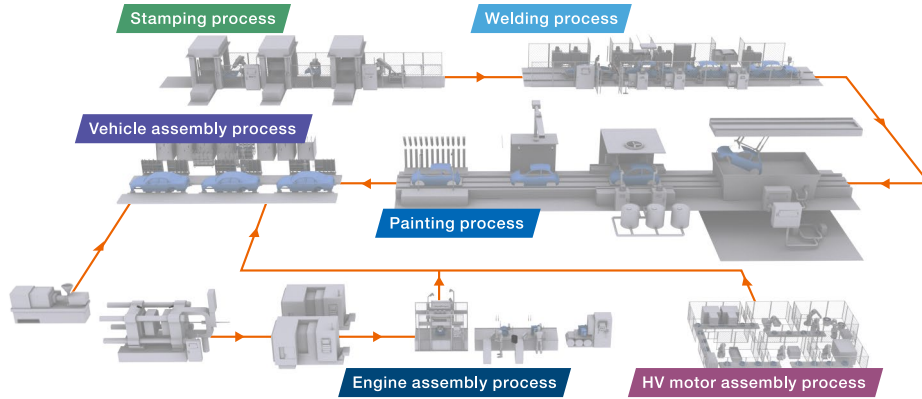 Stamping process
Welding process
Vehicle assembly process
Painting process
Engine assembly process
HV motor assembly process